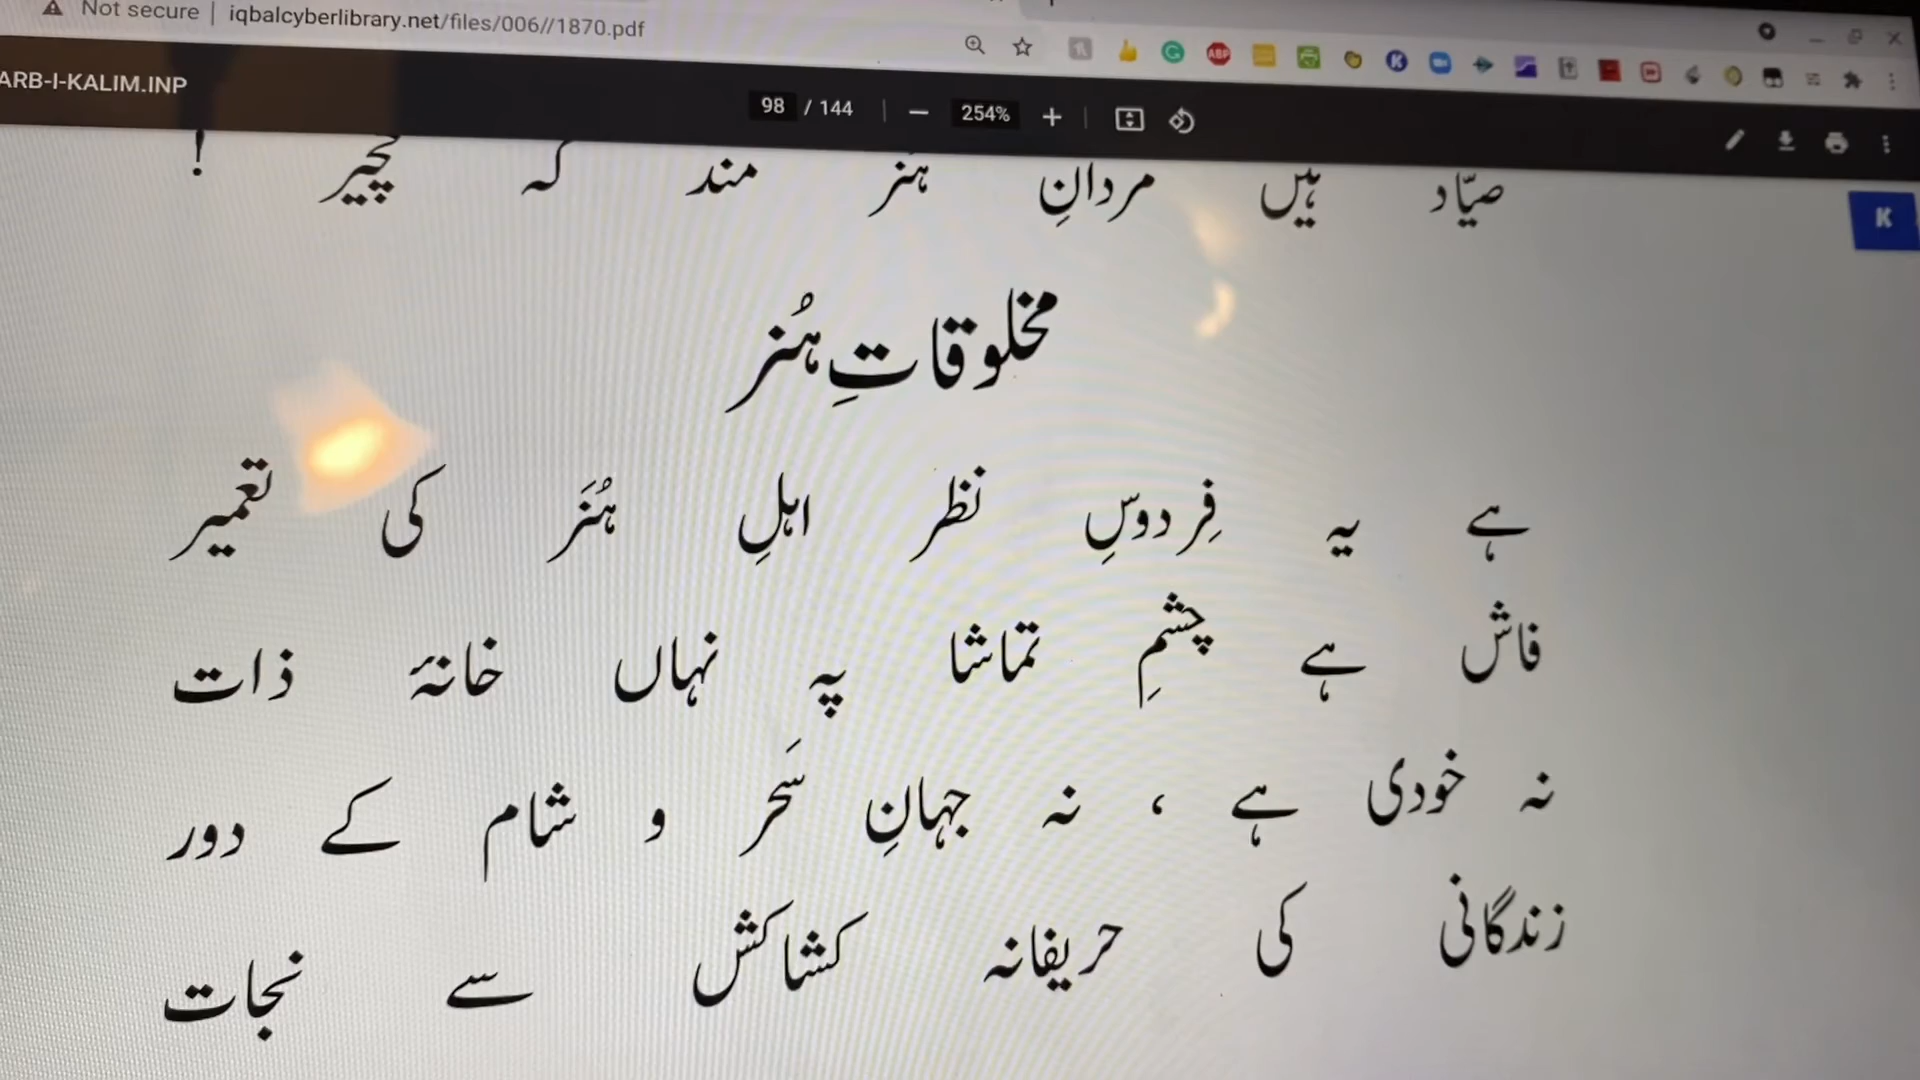 Not secure | iqbalcyberlibrary.net/files/006//1870.pdf
ARB-I-KALIM.INP
98 / 144 | − 254% +
K
صیّاد ہیں مردانِ ہنر مند کہ نخچیر !
مخلوقاتِ ہُنر
ہے یہ فِردوسِ نظر اہلِ ہُنَر کی تعمیر
فاش ہے چشمِ تماشا پہ نہاں خانۂ ذات
نہ خودی ہے ، نہ جہانِ سَحر و شام کے دور
زندگانی کی حریفانہ کشاکش سے نجات